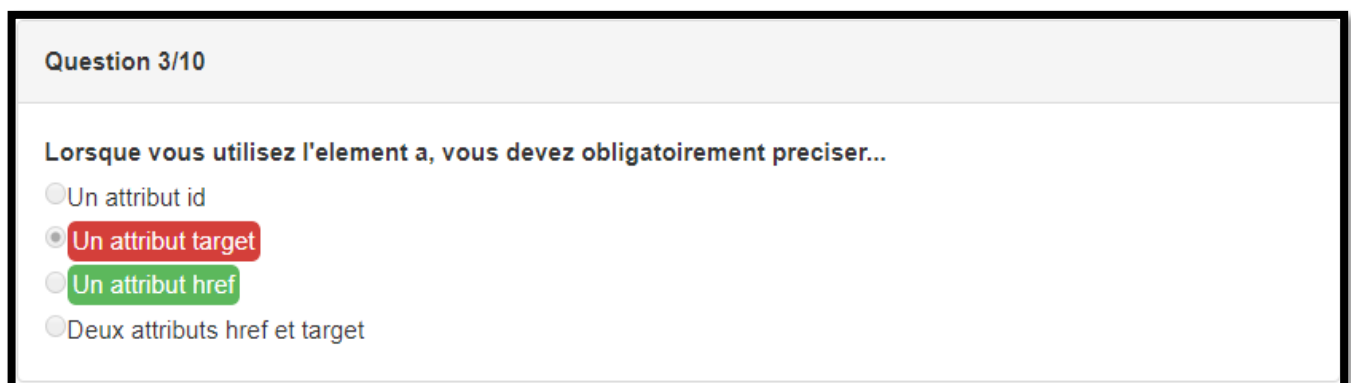 Question 3/10
Lorsque vous utilisez l'element a, vous devez obligatoirement preciser...
Un attribut id
Un attribut target
Un attribut href
Deux attributs href et target